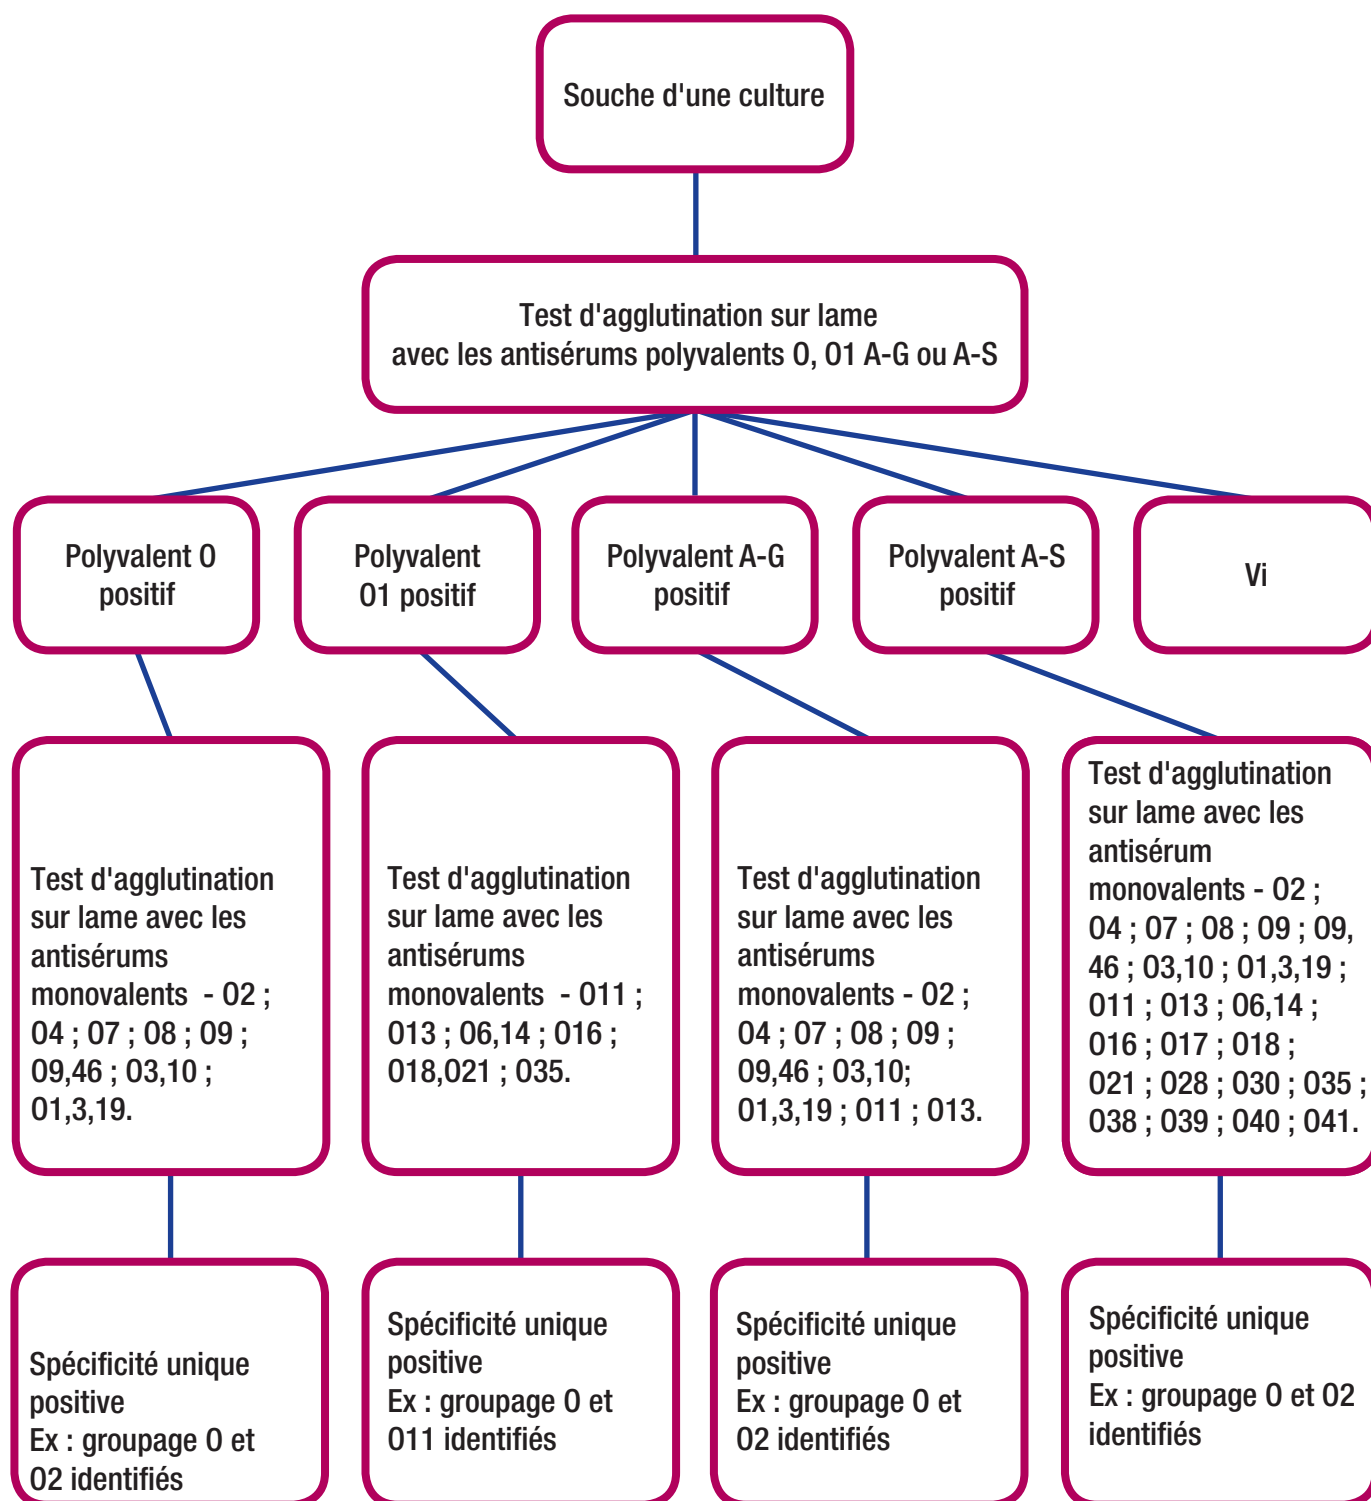 Souche d'une culture
Test d'agglutination sur lame
avec les antisérums polyvalents O, O1 A-G ou A-S
Polyvalent O
positif
Polyvalent
O1 positif
Polyvalent A-G
positif
Polyvalent A-S
positif
Vi
Test d'agglutination
sur lame avec les
antisérums
monovalents - O2 ;
O4 ; O7 ; O8 ; O9 ;
O9,46 ; O3,10 ;
O1,3,19.
Test d'agglutination
sur lame avec les
antisérums
monovalents - O11 ;
O13 ; O6,14 ; O16 ;
O18,O21 ; O35.
Test d'agglutination
sur lame avec les
antisérums
monovalents - O2 ;
O4 ; O7 ; O8 ; O9 ;
O9,46 ; O3,10;
O1,3,19 ; O11 ; O13.
Test d'agglutination
sur lame avec les
antisérum
monovalents - O2 ;
O4 ; O7 ; O8 ; O9 ; O9,
46 ; O3,10 ; O1,3,19 ;
O11 ; O13 ; O6,14 ;
O16 ; O17 ; O18 ;
O21 ; O28 ; O30 ; O35 ;
O38 ; O39 ; O40 ; O41.
Spécificité unique
positive
Ex : groupage O et
O2 identifiés
Spécificité unique
positive
Ex : groupage O et
O11 identifiés
Spécificité unique
positive
Ex : groupage O et
O2 identifiés
Spécificité unique
positive
Ex : groupage O et O2
identifiés